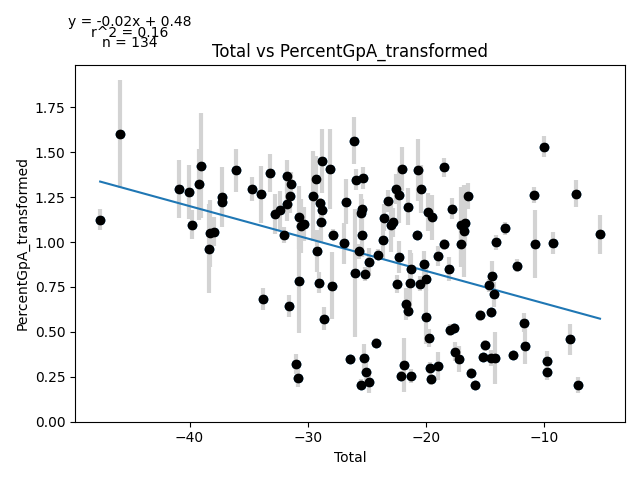 y = -0.02x + 0.48
r^2 = 0.16
n = 134
Total vs PercentGpA_transformed
PercentGpA_transformed
1.75
1.50
1.25
1.00
0.75
0.50
0.25
0.00
−40
−30
−20
−10
Total